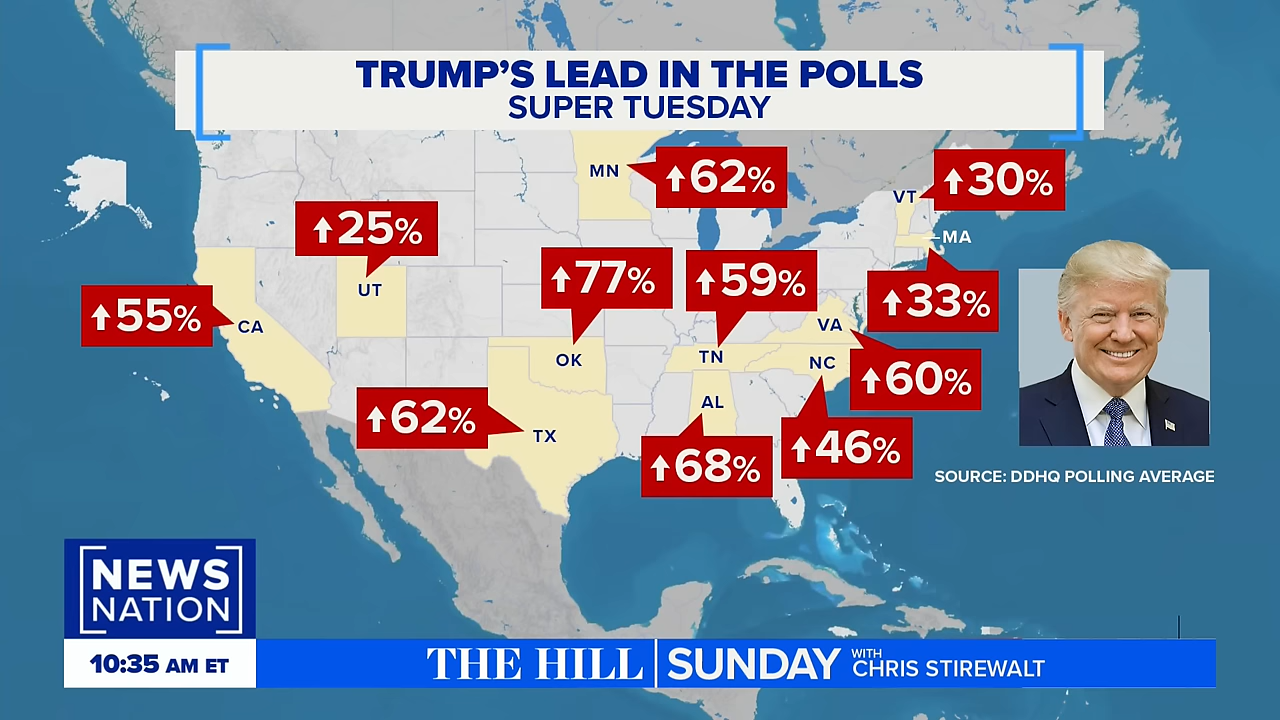 TRUMP'S LEAD IN THE POLLS
SUPER TUESDAY
MN
↑62%
VT
↑30%
MA
↑33%
↑25%
UT
↑77%
OK
↑59%
TN
↑55%
CA
VA
↑60%
NC
↑46%
↑62%
TX
AL
↑68%
SOURCE: DDHQ POLLING AVERAGE
NEWS
NATION
10:35 AM ET
THE HILL SUNDAY WITH CHRIS STIREWALT